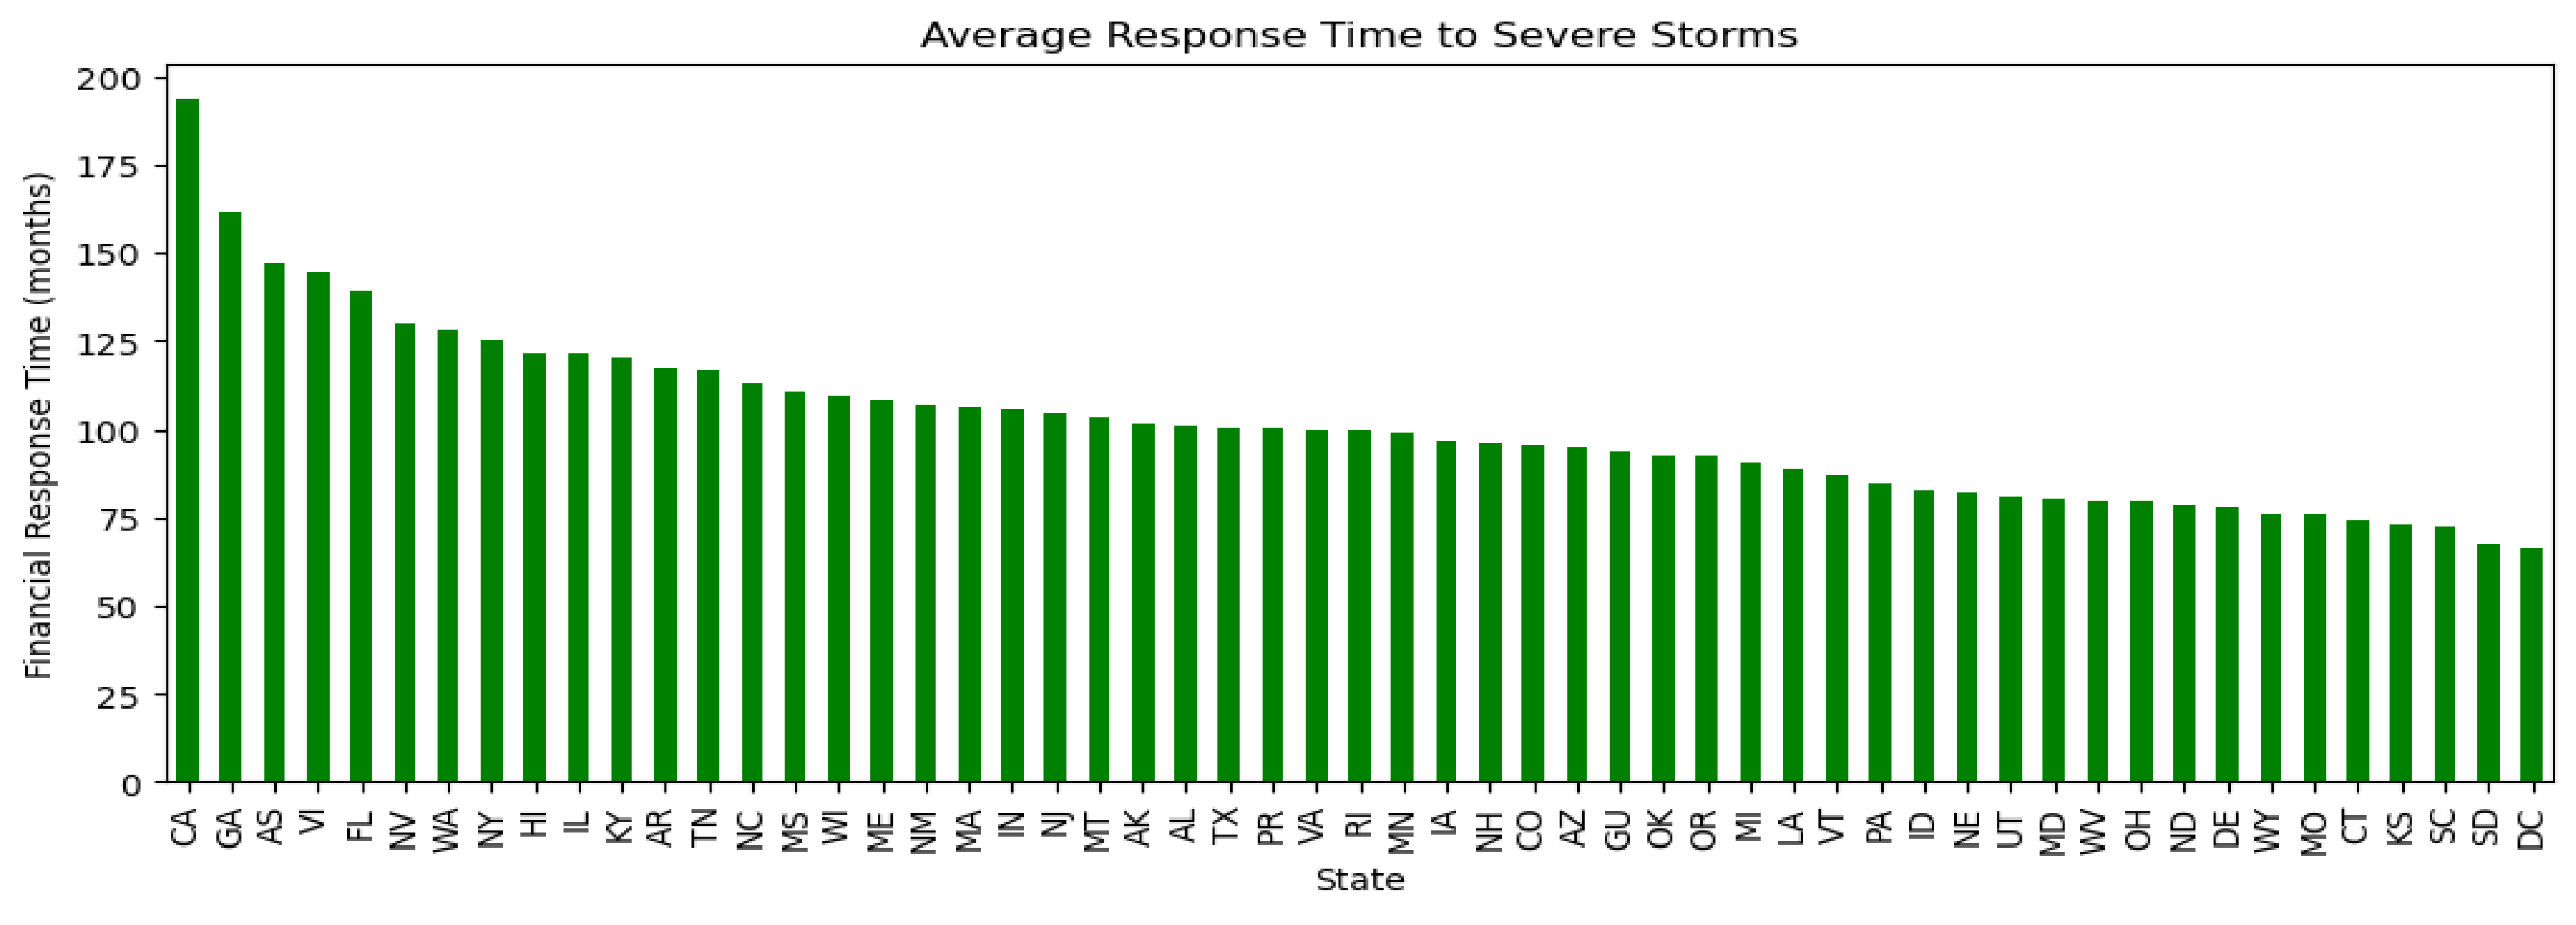 Average Response Time to Severe Storms
Financial Response Time (months)
200
175
150
125
100
75
50
25
0
CA GA AS VI FL NV WA NY HI IL KY AR TN NC MS WI ME NM MA IN NJ MT AK AL TX PR VA RI MN IA NH CO AZ GU OK OR MI LA VT PA ID NE UT MD WV OH ND DE WY MO CT KS SC SD DC
State